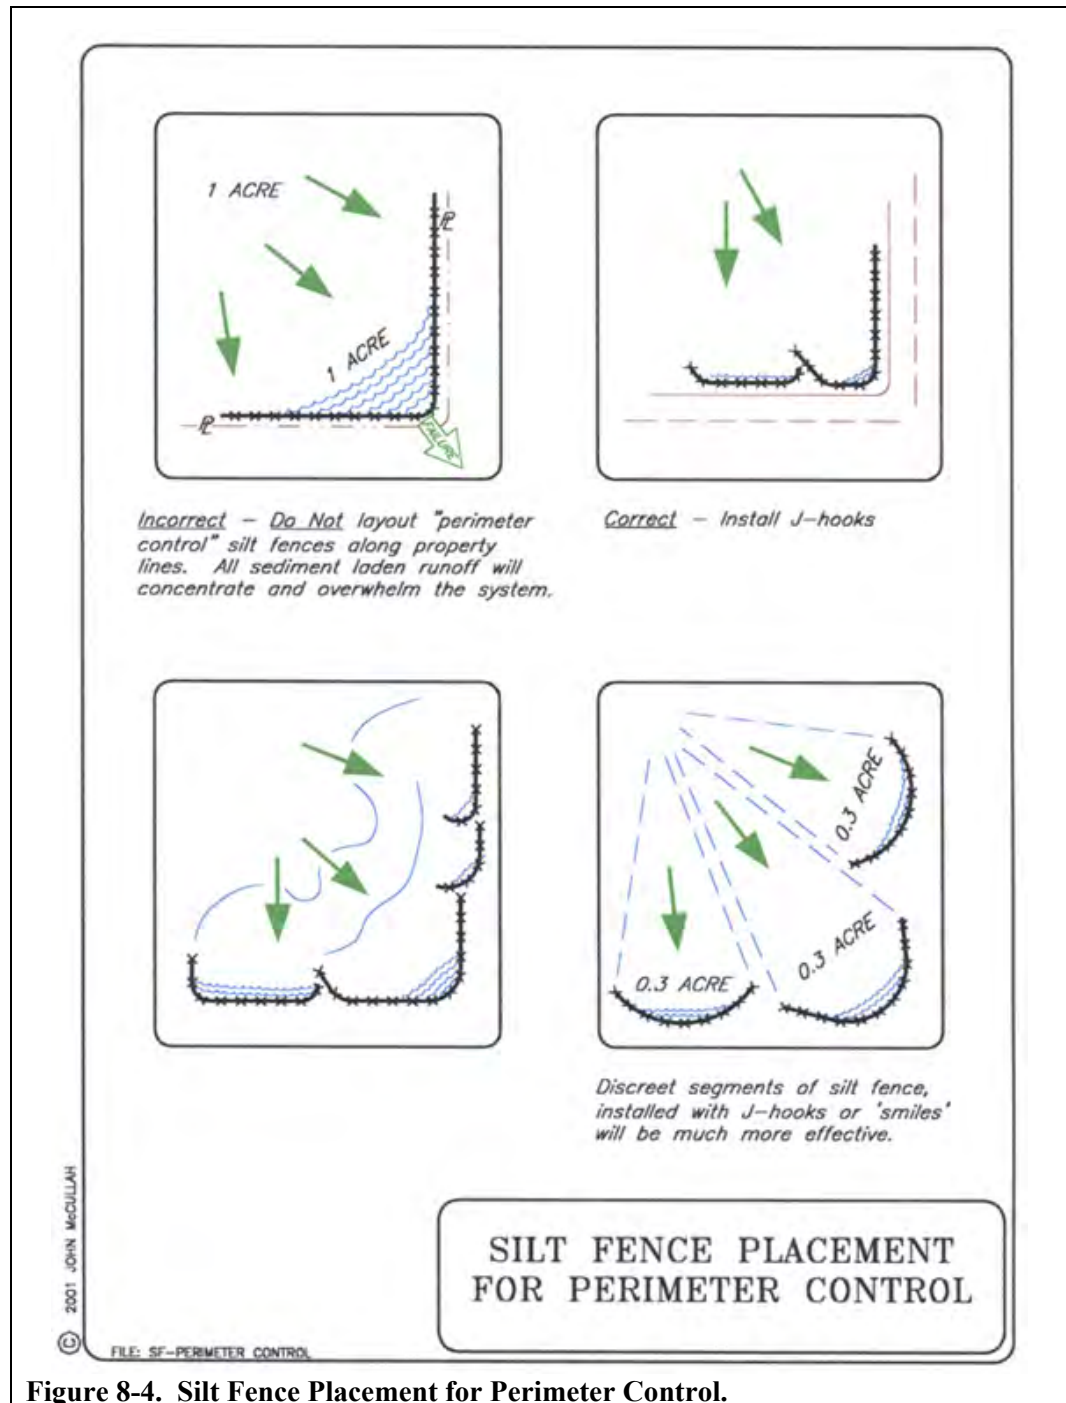 1 ACRE
PL
1 ACRE
PL
FAILURE
Incorrect – Do Not layout "perimeter
control" silt fences along property
lines. All sediment laden runoff will
concentrate and overwhelm the system.
Correct – Install J-hooks
0.3 ACRE
0.3 ACRE
0.3 ACRE
Discreet segments of silt fence,
installed with J-hooks or 'smiles'
will be much more effective.
© 2001 JOHN McCULLAH
SILT FENCE PLACEMENT
FOR PERIMETER CONTROL
FILE: SF-PERIMETER CONTROL
Figure 8-4. Silt Fence Placement for Perimeter Control.